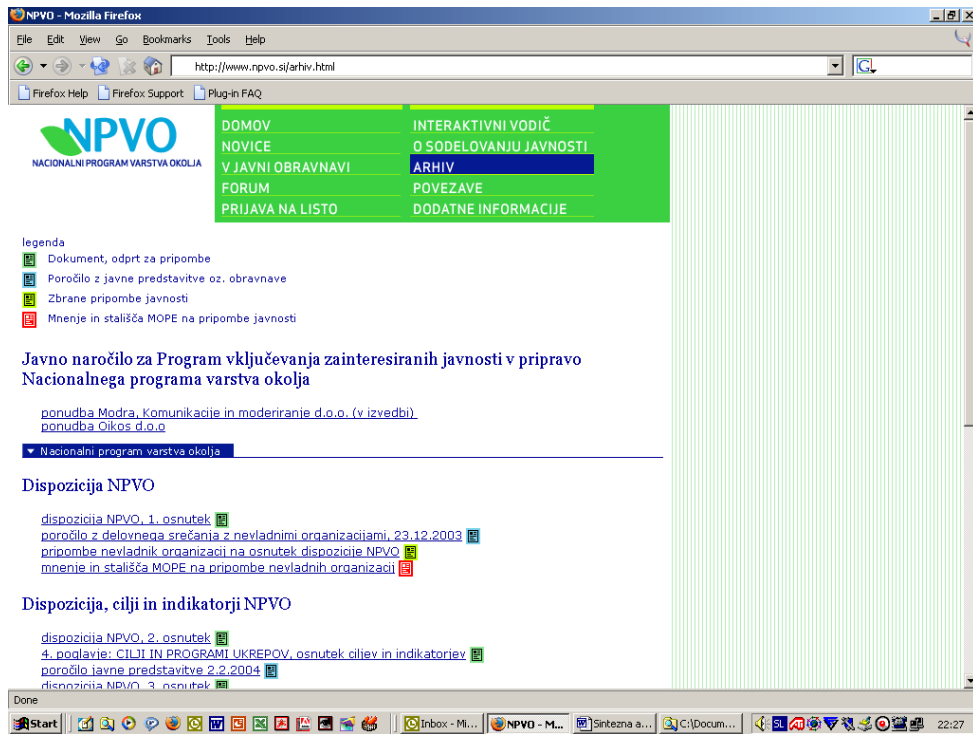 NPVO - Mozilla Firefox
File Edit View Go Bookmarks Tools Help
http://www.npvo.si/arhiv.html
G
Firefox Help Firefox Support Plug-in FAQ
NPVO
NACIONALNI PROGRAM VARSTVA OKOLJA
DOMOV INTERAKTIVNI VODIČ
NOVICE O SODELOVANJU JAVNOSTI
V JAVNI OBRAVNAVI ARHIV
FORUM POVEZAVE
PRIJAVA NA LISTO DODATNE INFORMACIJE
legenda
Dokument, odprt za pripombe
Poročilo z javne predstavitve oz. obravnave
Zbrane pripombe javnosti
Mnenje in stališča MOPE na pripombe javnosti
Javno naročilo za Program vključevanja zainteresiranih javnosti v pripravo
Nacionalnega programa varstva okolja
ponudba Modra, Komunikacije in moderiranje d.o.o. (v izvedbi)
ponudba Oikos d.o.o
Nacionalni program varstva okolja
Dispozicija NPVO
dispozicija NPVO, 1. osnutek
poročilo z delovnega srečanja z nevladnimi organizacijami, 23.12.2003
pripombe nevladnik organizacij na osnutek dispozicije NPVO
mnenje in stališča MOPE na pripombe nevladnih organizacij
Dispozicija, cilji in indikatorji NPVO
dispozicija NPVO, 2. osnutek
4. poglavje: CILJI IN PROGRAMI UKREPOV, osnutek ciljev in indikatorjev
poročilo javne predstavitve 2.2.2004
dispozicija NPVO, 3. osnutek
Done
Start Inbox - Mi... NPVO - M... Sintezna a... C:\Docum... SL 22:27